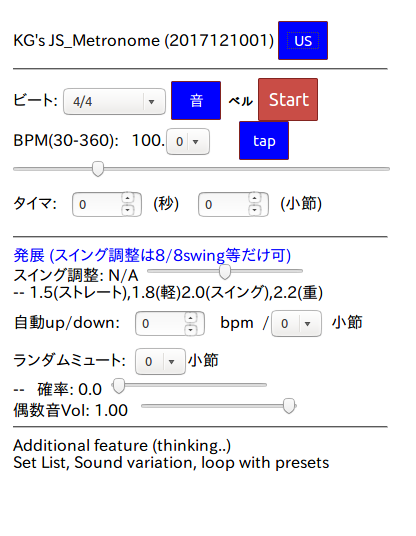 KG's JS_Metronome (2017121001) US
ビート: 4/4 音 ベル Start
BPM(30-360): 100. 0 tap
タイマ: 0 (秒) 0 (小節)
発展 (スイング調整は8/8swing等だけ可)
スイング調整: N/A
-- 1.5(ストレート),1.8(軽)2.0(スイング),2.2(重)
自動up/down: 0 bpm / 0 小節
ランダムミュート: 0 小節
-- 確率: 0.0
偶数音Vol: 1.00
Additional feature (thinking..)
Set List, Sound variation, loop with presets